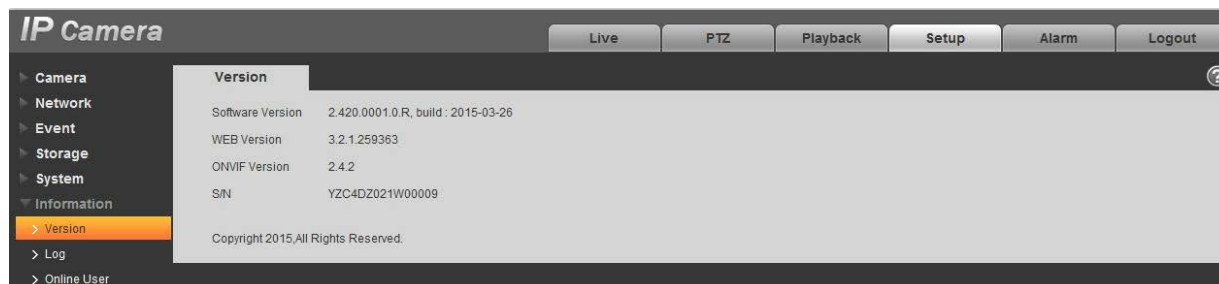 IP Camera
Live
PTZ
Playback
Setup
Alarm
Logout
Camera
Network
Event
Storage
System
Information
Version
Log
Online User
Version
Software Version 2.420.0001.0.R, build : 2015-03-26
WEB Version 3.2.1.259363
ONVIF Version 2.4.2
S/N YZC4DZ021W00009
Copyright 2015,All Rights Reserved.
?